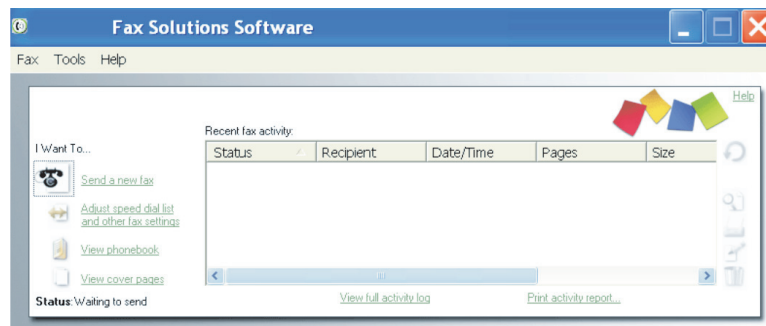 Fax Solutions Software
Fax Tools Help
Help
Recent fax activity:
I Want To...
Status Recipient Date/Time Pages Size
Send a new fax
Adjust speed dial list
and other fax settings
View phonebook
View cover pages
Status: Waiting to send
View full activity log
Print activity report...